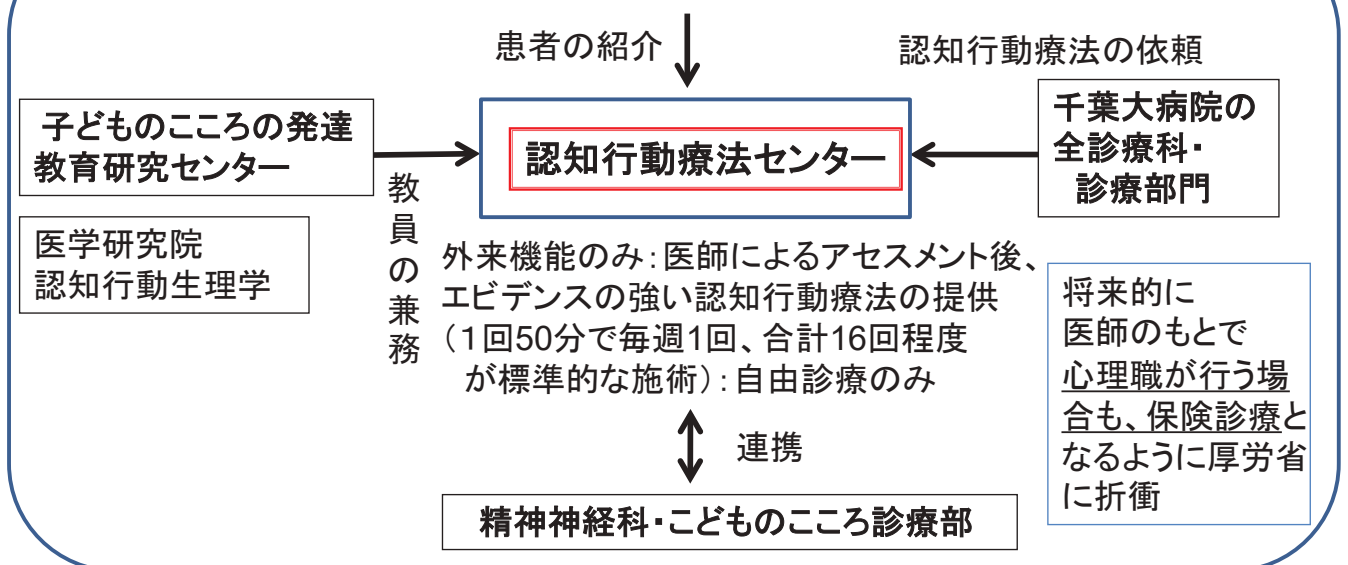 患者の紹介
認知行動療法の依頼
子どものこころの発達
教育研究センター
認知行動療法センター
千葉大病院の
全診療科・
診療部門
教員の兼務
医学研究院
認知行動生理学
外来機能のみ：医師によるアセスメント後、
エビデンスの強い認知行動療法の提供
（１回50分で毎週1回、合計16回程度
が標準的な施術）：自由診療のみ
将来的に
医師のもとで
心理職が行う場
合も、保険診療と
なるように厚労省
に折衝
連携
精神神経科・こどものこころ診療部